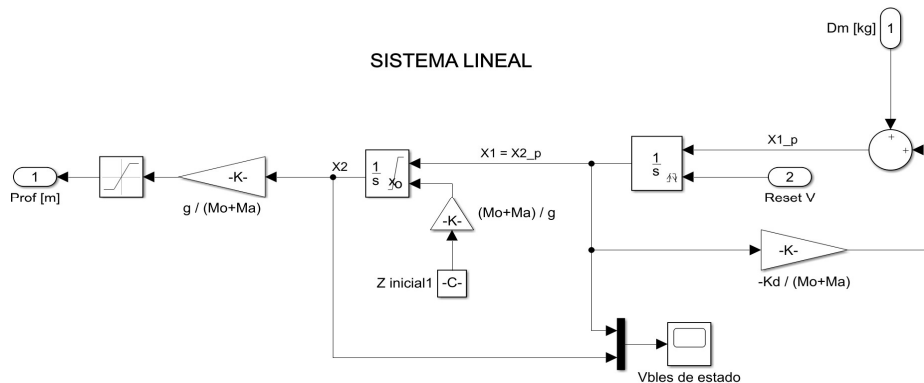 Dm [kg]
1
SISTEMA LINEAL
X1_p
+
+
X2
X1 = X2_p
1
s
xo
1
s
1
Prof [m]
-K-
g / (Mo+Ma)
2
Reset V
-K-
(Mo+Ma) / g
-K-
-Kd / (Mo+Ma)
Z inicial1
-C-
Vbles de estado